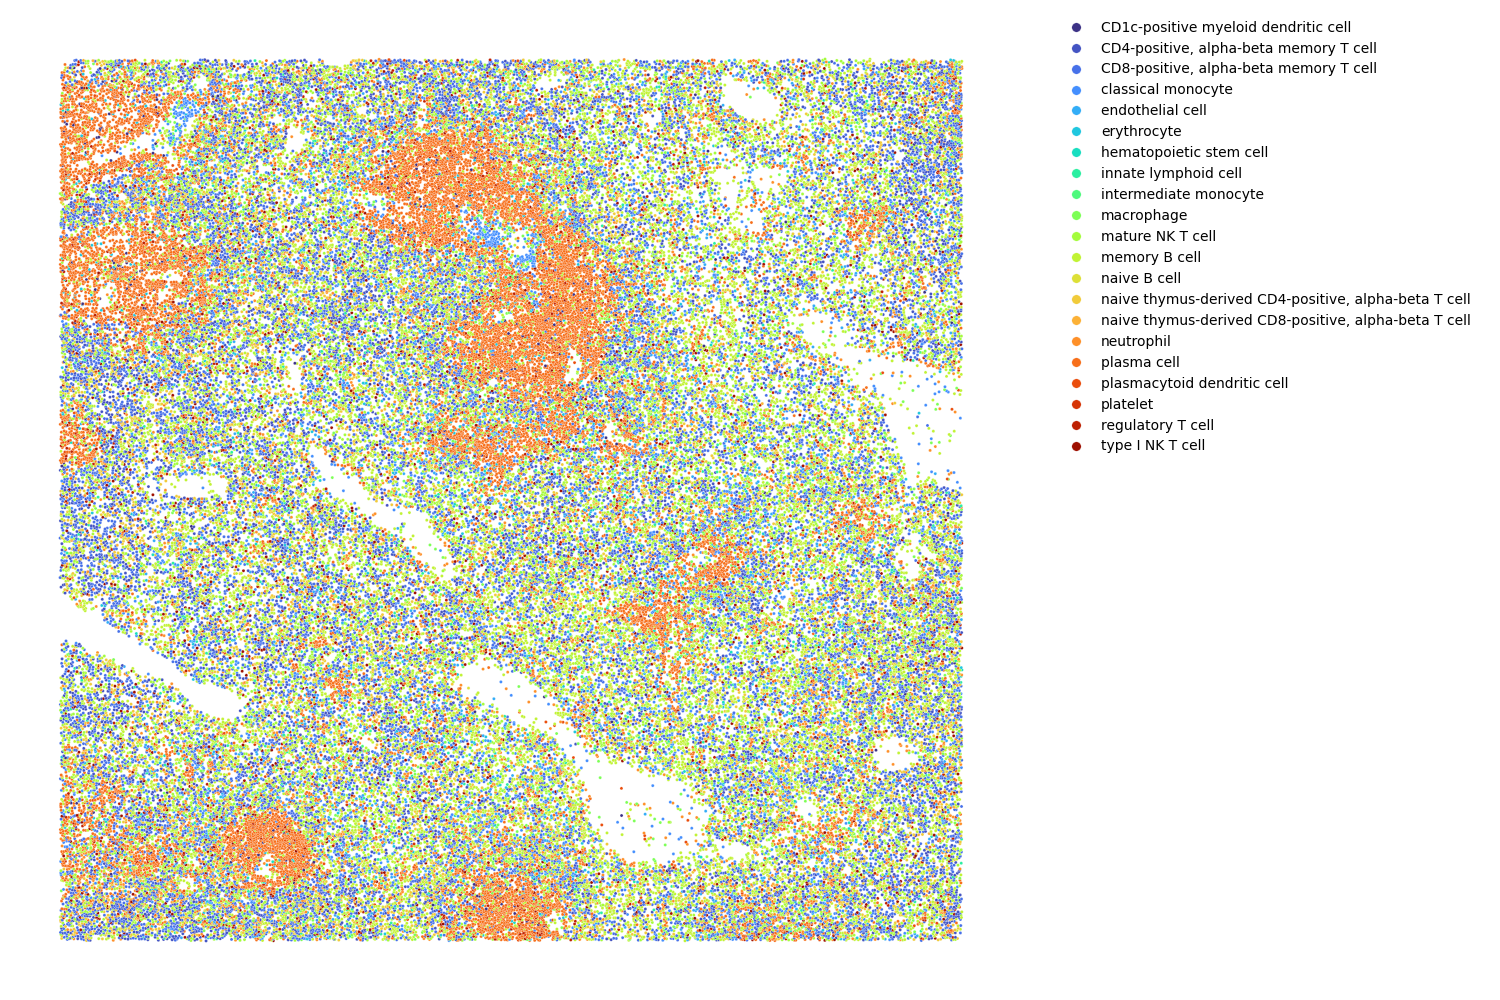 CD1c-positive myeloid dendritic cell
CD4-positive, alpha-beta memory T cell
CD8-positive, alpha-beta memory T cell
classical monocyte
endothelial cell
erythrocyte
hematopoietic stem cell
innate lymphoid cell
intermediate monocyte
macrophage
mature NK T cell
memory B cell
naive B cell
naive thymus-derived CD4-positive, alpha-beta T cell
naive thymus-derived CD8-positive, alpha-beta T cell
neutrophil
plasma cell
plasmacytoid dendritic cell
platelet
regulatory T cell
type I NK T cell